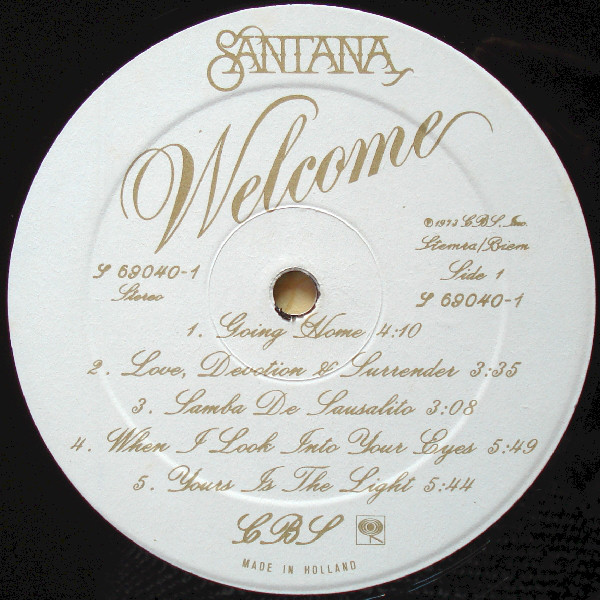 SANTANA
Welcome
℗ 1973 CBS Inc.
Stemra/Biem
S 69040-1
Stereo
Side 1
S 69040-1
1. Going Home 4:10
2. Love, Devotion & Surrender 3:35
3. Samba De Sausalito 3:08
4. When I Look Into Your Eyes 5:49
5. Yours Is The Light 5:44
CBS
MADE IN HOLLAND